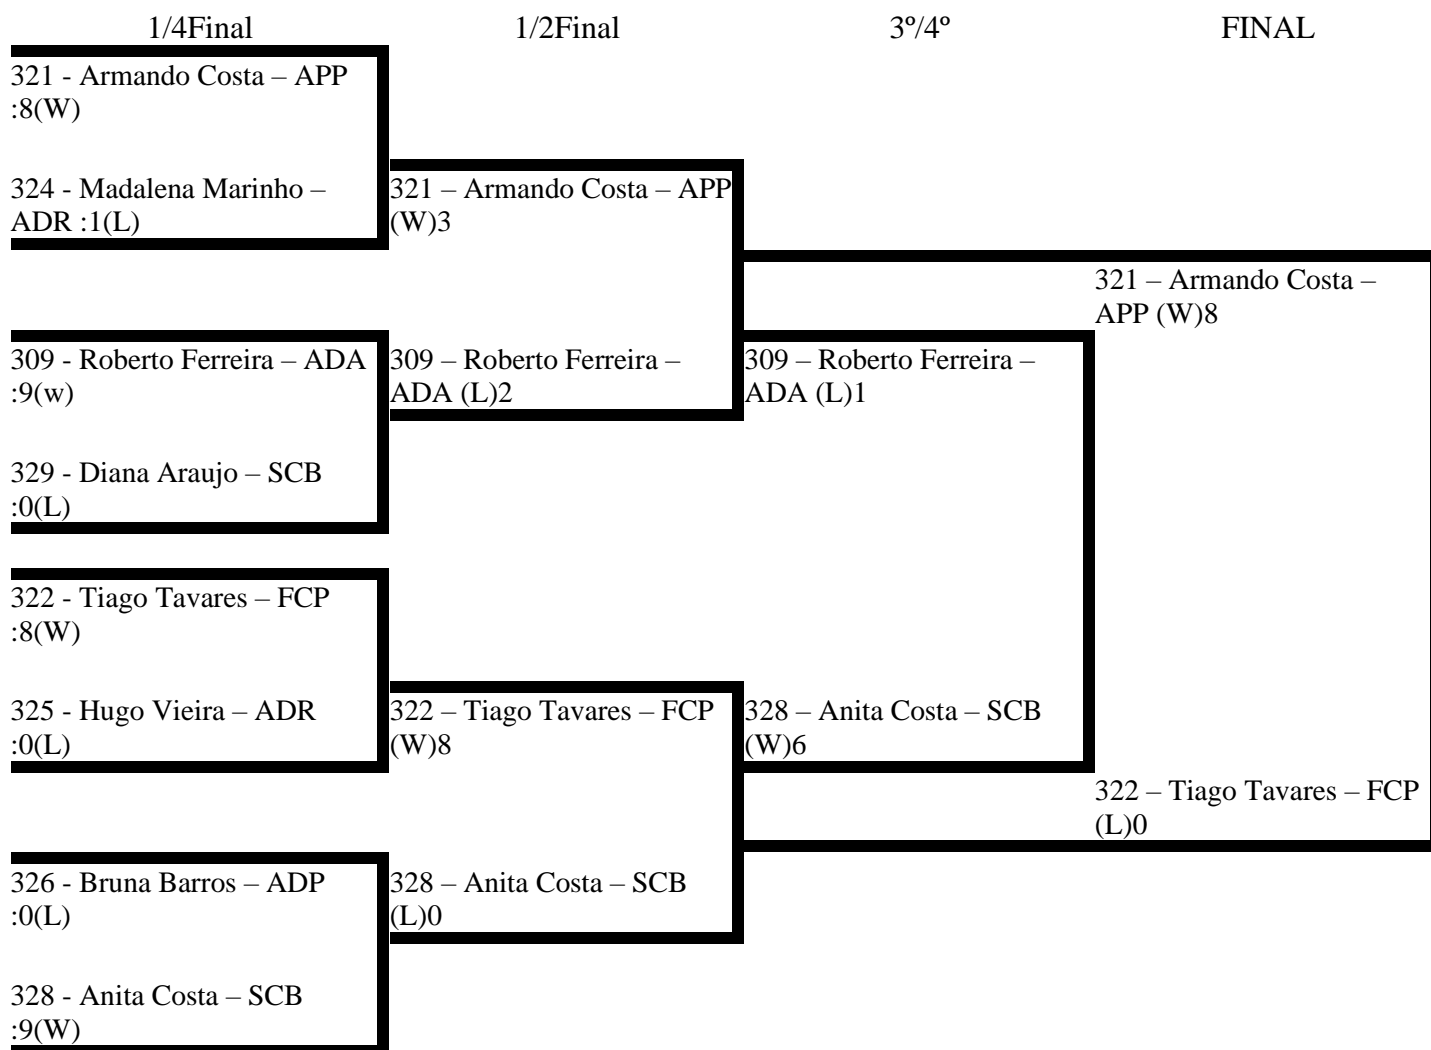 1/4Final
1/2Final
3º/4º
FINAL
321 - Armando Costa – APP
:8(W)
324 - Madalena Marinho –
ADR :1(L)
309 - Roberto Ferreira – ADA
:9(w)
329 - Diana Araujo – SCB
:0(L)
322 - Tiago Tavares – FCP
:8(W)
325 - Hugo Vieira – ADR
:0(L)
326 - Bruna Barros – ADP
:0(L)
328 - Anita Costa – SCB
:9(W)
321 – Armando Costa – APP
(W)3
309 – Roberto Ferreira –
ADA (L)2
322 – Tiago Tavares – FCP
(W)8
328 – Anita Costa – SCB
(L)0
309 – Roberto Ferreira –
ADA (L)1
328 – Anita Costa – SCB
(W)6
321 – Armando Costa –
APP (W)8
322 – Tiago Tavares – FCP
(L)0